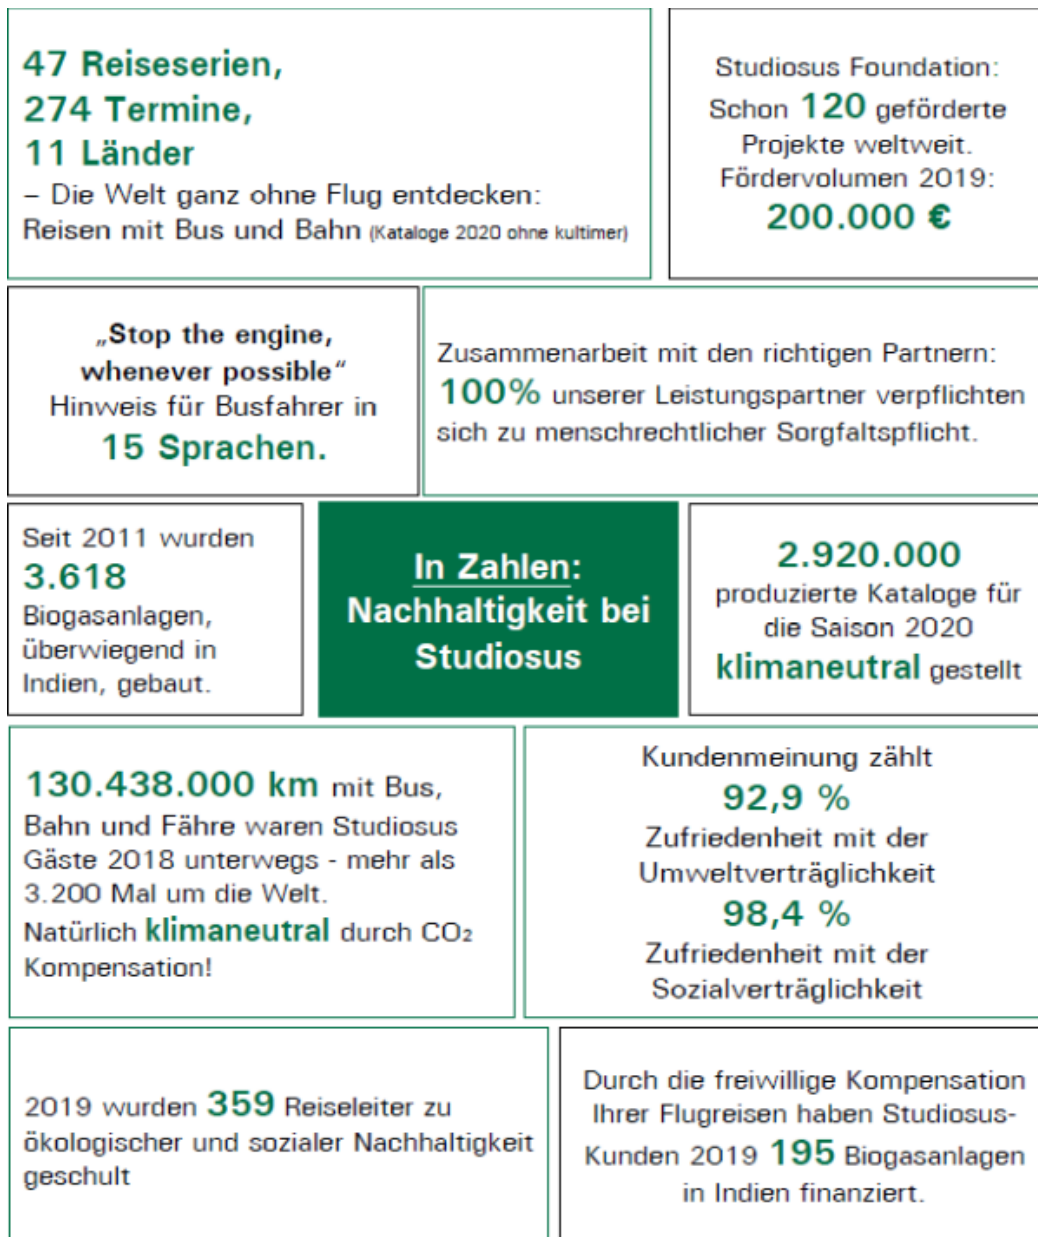 47 Reiseserien,
274 Termine,
11 Länder
– Die Welt ganz ohne Flug entdecken:
Reisen mit Bus und Bahn (Kataloge 2020 ohne kultimer)
Studiosus Foundation:
Schon 120 geförderte
Projekte weltweit.
Fördervolumen 2019:
200.000 €
„Stop the engine,
whenever possible“
Hinweis für Busfahrer in
15 Sprachen.
Zusammenarbeit mit den richtigen Partnern:
100% unserer Leistungspartner verpflichten
sich zu menschrechtlicher Sorgfaltspflicht.
Seit 2011 wurden
3.618
Biogasanlagen,
überwiegend in
Indien, gebaut.
In Zahlen:
Nachhaltigkeit bei
Studiosus
2.920.000
produzierte Kataloge für
die Saison 2020
klimaneutral gestellt
130.438.000 km mit Bus,
Bahn und Fähre waren Studiosus
Gäste 2018 unterwegs - mehr als
3.200 Mal um die Welt.
Natürlich klimaneutral durch CO₂
Kompensation!
Kundenmeinung zählt
92,9 %
Zufriedenheit mit der
Umweltverträglichkeit
98,4 %
Zufriedenheit mit der
Sozialverträglichkeit
2019 wurden 359 Reiseleiter zu
ökologischer und sozialer Nachhaltigkeit
geschult
Durch die freiwillige Kompensation
Ihrer Flugreisen haben Studiosus-
Kunden 2019 195 Biogasanlagen
in Indien finanziert.